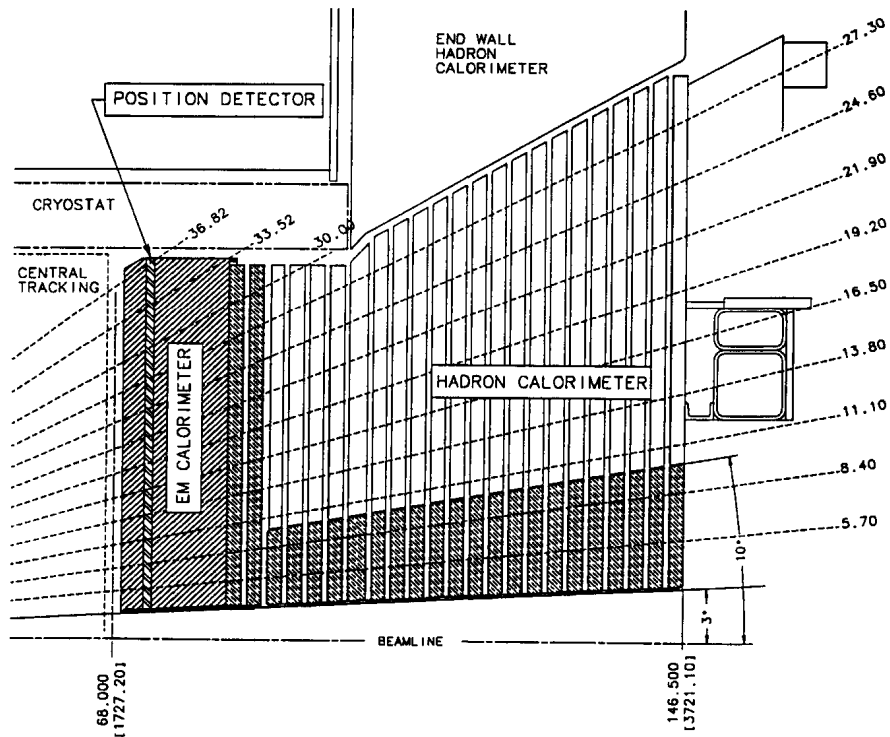 END WALL
HADRON
CALORIMETER
27.30
24.60
POSITION DETECTOR
21.90
CRYOSTAT
36.82
33.52
30.00
19.20
CENTRAL
TRACKING
16.50
EM CALORIMETER
HADRON CALORIMETER
13.80
11.10
8.40
5.70
10°
3°
BEAMLINE
68.000
[1727.20]
146.500
[3721.10]